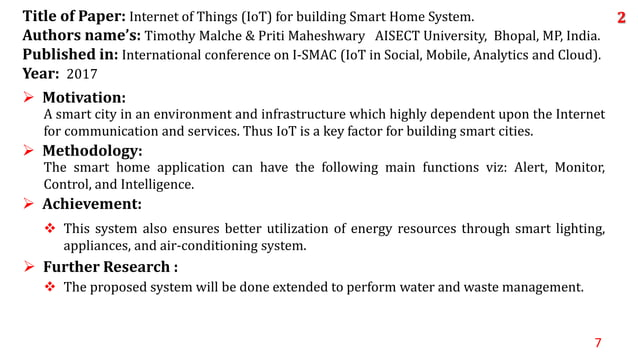 Title of Paper: Internet of Things (IoT) for building Smart Home System.
2
Authors name's: Timothy Malche & Priti Maheshwary AISECT University, Bhopal, MP, India.
Published in: International conference on I-SMAC (IoT in Social, Mobile, Analytics and Cloud).
Year: 2017
Motivation:
A smart city in an environment and infrastructure which highly dependent upon the Internet
for communication and services. Thus IoT is a key factor for building smart cities.
Methodology:
The smart home application can have the following main functions viz: Alert, Monitor,
Control, and Intelligence.
Achievement:
This system also ensures better utilization of energy resources through smart lighting,
appliances, and air-conditioning system.
Further Research :
The proposed system will be done extended to perform water and waste management.
7